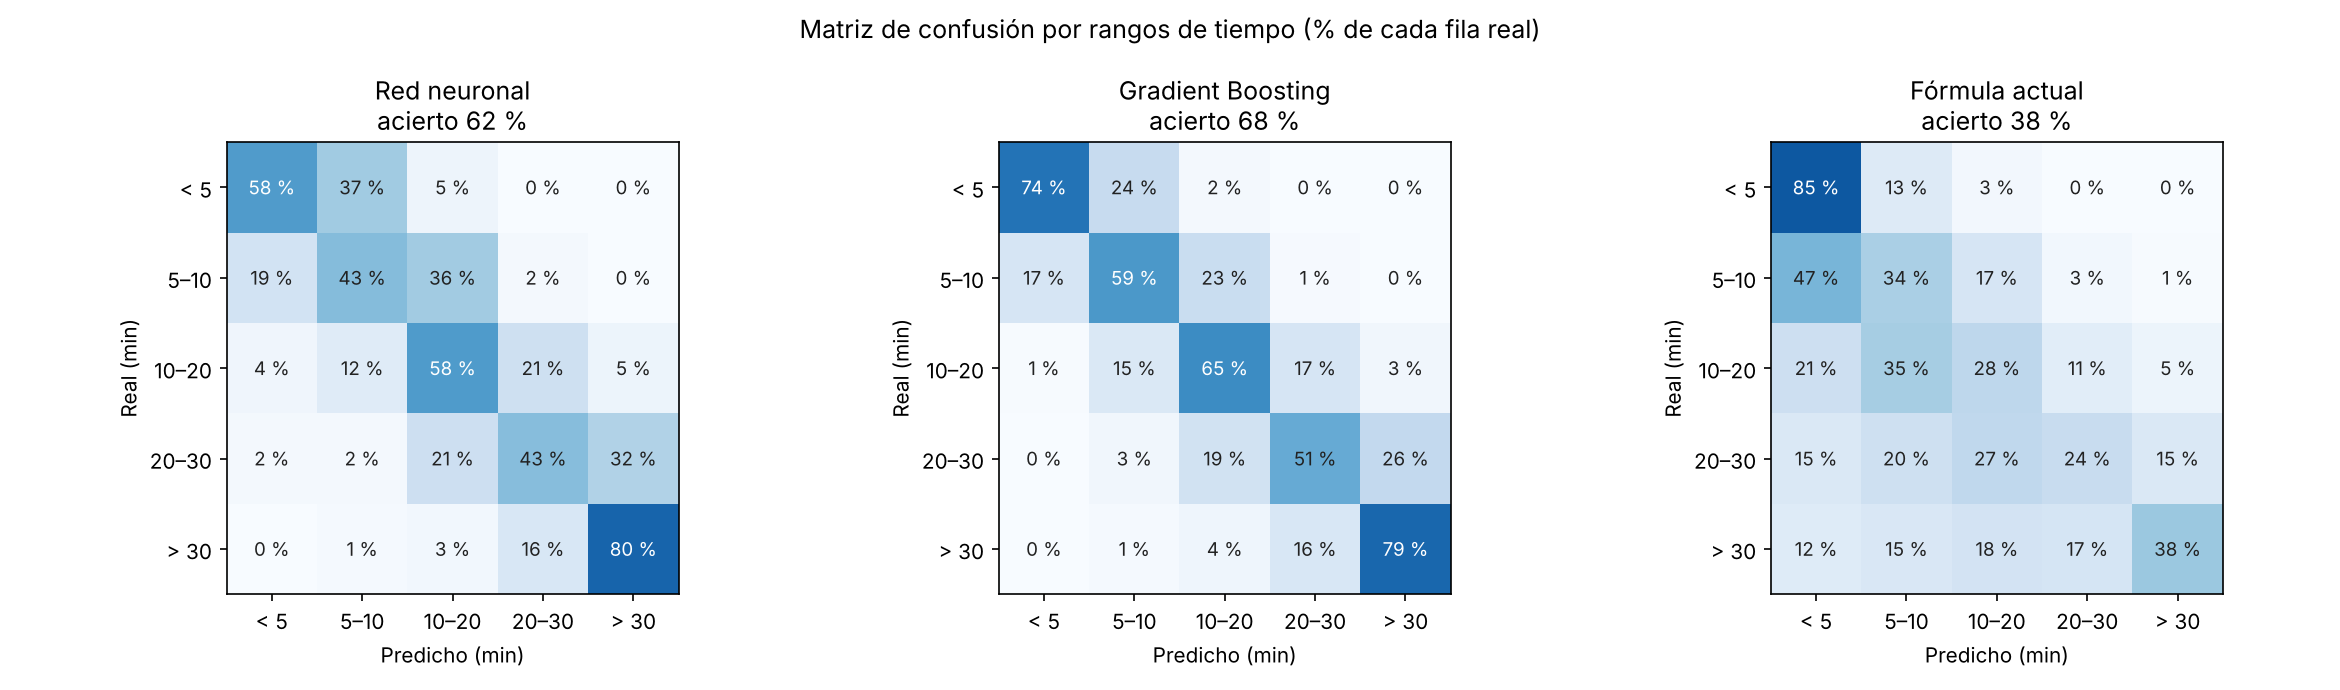 Matriz de confusión por rangos de tiempo (% de cada fila real)
Red neuronal
acierto 62 %
Real (min)
< 5 58 % 37 % 5 % 0 % 0 %
5–10 19 % 43 % 36 % 2 % 0 %
10–20 4 % 12 % 58 % 21 % 5 %
20–30 2 % 2 % 21 % 43 % 32 %
> 30 0 % 1 % 3 % 16 % 80 %
< 5 5–10 10–20 20–30 > 30
Predicho (min)
Gradient Boosting
acierto 68 %
Real (min)
< 5 74 % 24 % 2 % 0 % 0 %
5–10 17 % 59 % 23 % 1 % 0 %
10–20 1 % 15 % 65 % 17 % 3 %
20–30 0 % 3 % 19 % 51 % 26 %
> 30 0 % 1 % 4 % 16 % 79 %
< 5 5–10 10–20 20–30 > 30
Predicho (min)
Fórmula actual
acierto 38 %
Real (min)
< 5 85 % 13 % 3 % 0 % 0 %
5–10 47 % 34 % 17 % 3 % 1 %
10–20 21 % 35 % 28 % 11 % 5 %
20–30 15 % 20 % 27 % 24 % 15 %
> 30 12 % 15 % 18 % 17 % 38 %
< 5 5–10 10–20 20–30 > 30
Predicho (min)